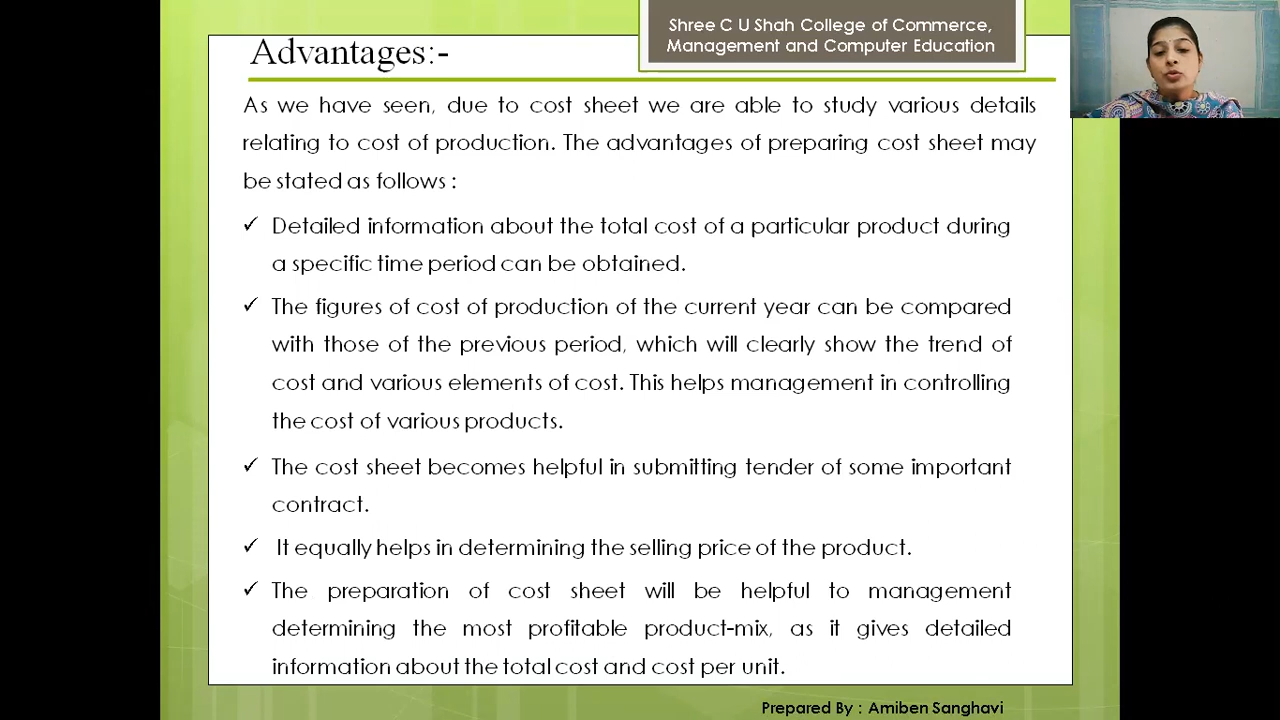 Shree C U Shah College of Commerce,
Management and Computer Education
Advantages:-
As we have seen, due to cost sheet we are able to study various details
relating to cost of production. The advantages of preparing cost sheet may
be stated as follows :
✓ Detailed information about the total cost of a particular product during
a specific time period can be obtained.
✓ The figures of cost of production of the current year can be compared
with those of the previous period, which will clearly show the trend of
cost and various elements of cost. This helps management in controlling
the cost of various products.
✓ The cost sheet becomes helpful in submitting tender of some important
contract.
✓ It equally helps in determining the selling price of the product.
✓ The preparation of cost sheet will be helpful to management
determining the most profitable product-mix, as it gives detailed
information about the total cost and cost per unit.
Prepared By : Amiben Sanghavi